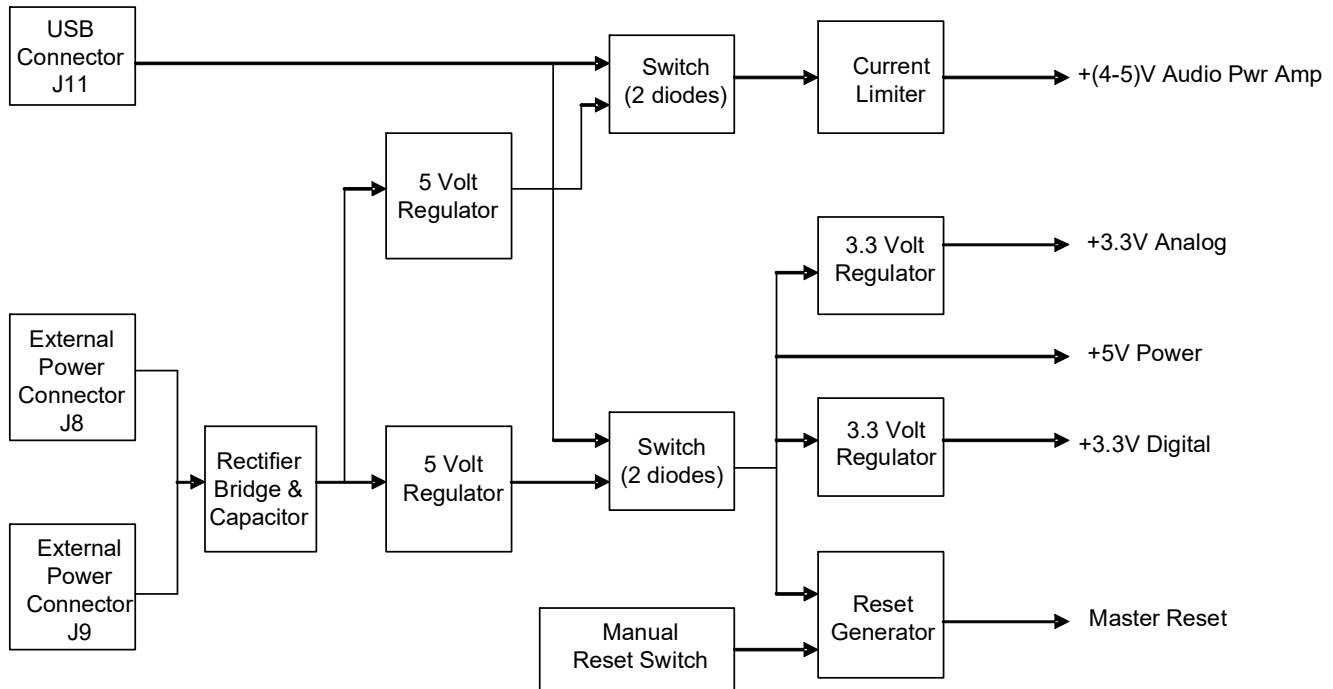 USB
Connector
J11
Switch
(2 diodes)
Current
Limiter
+(4-5)V Audio Pwr Amp
5 Volt
Regulator
3.3 Volt
Regulator
+3.3V Analog
External
Power
Connector
J8
+5V Power
Rectifier
Bridge &
Capacitor
5 Volt
Regulator
Switch
(2 diodes)
3.3 Volt
Regulator
+3.3V Digital
External
Power
Connector
J9
Manual
Reset Switch
Reset
Generator
Master Reset